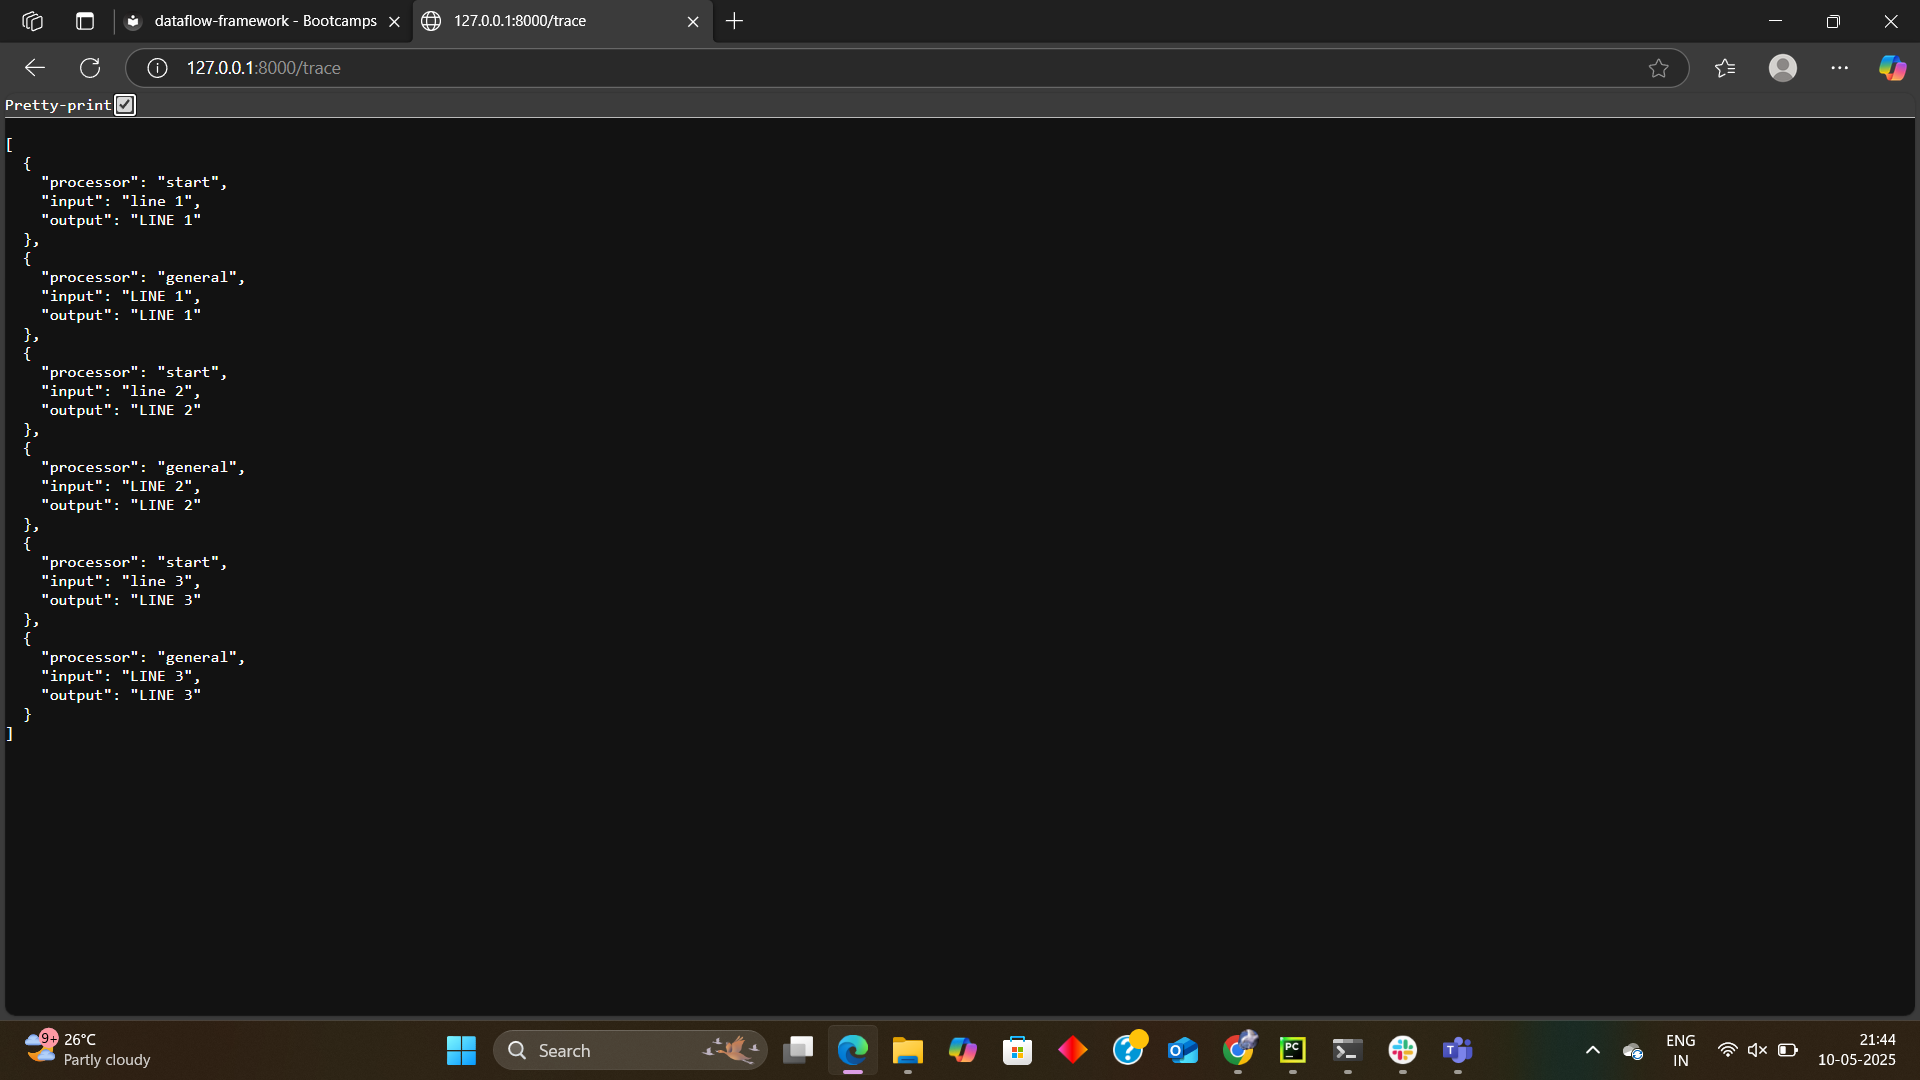 dataflow-framework - Bootcamps
127.0.0.1:8000/trace
127.0.0.1:8000/trace
Pretty-print
[
  {
    "processor": "start",
    "input": "line 1",
    "output": "LINE 1"
  },
  {
    "processor": "general",
    "input": "LINE 1",
    "output": "LINE 1"
  },
  {
    "processor": "start",
    "input": "line 2",
    "output": "LINE 2"
  },
  {
    "processor": "general",
    "input": "LINE 2",
    "output": "LINE 2"
  },
  {
    "processor": "start",
    "input": "line 3",
    "output": "LINE 3"
  },
  {
    "processor": "general",
    "input": "LINE 3",
    "output": "LINE 3"
  }
]
9+
26°C
Partly cloudy
Search
PC
ENG
IN
21:44
10-05-2025